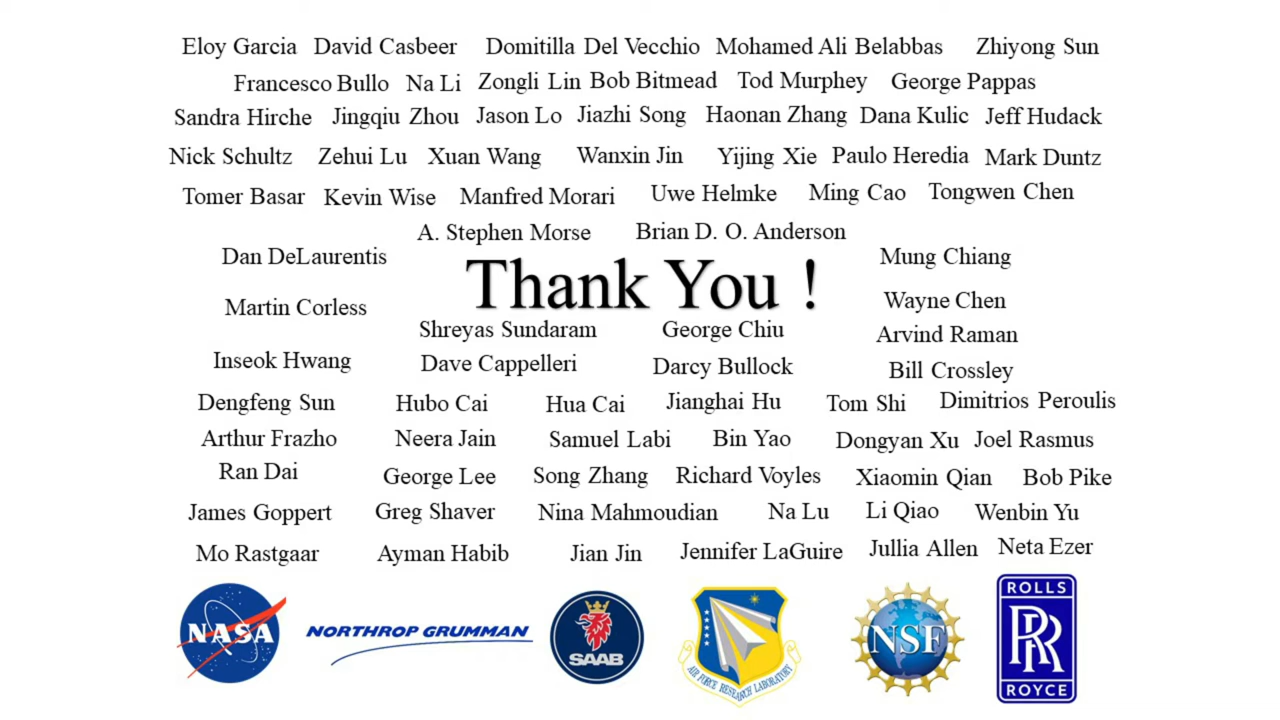 Eloy Garcia David Casbeer Domitilla Del Vecchio Mohamed Ali Belabbas Zhiyong Sun
Francesco Bullo Na Li Zongli Lin Bob Bitmead Tod Murphey George Pappas
Sandra Hirche Jingqiu Zhou Jason Lo Jiazhi Song Haonan Zhang Dana Kulic Jeff Hudack
Nick Schultz Zehui Lu Xuan Wang Wanxin Jin Yijing Xie Paulo Heredia Mark Duntz
Tomer Basar Kevin Wise Manfred Morari Uwe Helmke Ming Cao Tongwen Chen
A. Stephen Morse Brian D. O. Anderson
Dan DeLaurentis Mung Chiang
Thank You !
Martin Corless Wayne Chen
Shreyas Sundaram George Chiu Arvind Raman
Inseok Hwang Dave Cappelleri Darcy Bullock Bill Crossley
Dengfeng Sun Hubo Cai Hua Cai Jianghai Hu Tom Shi Dimitrios Peroulis
Arthur Frazho Neera Jain Samuel Labi Bin Yao Dongyan Xu Joel Rasmus
Ran Dai George Lee Song Zhang Richard Voyles Xiaomin Qian Bob Pike
James Goppert Greg Shaver Nina Mahmoudian Na Lu Li Qiao Wenbin Yu
Mo Rastgaar Ayman Habib Jian Jin Jennifer LaGuire Jullia Allen Neta Ezer
NASA
NORTHROP GRUMMAN
SAAB
AIR FORCE RESEARCH LABORATORY
NSF
ROLLS
RR
ROYCE